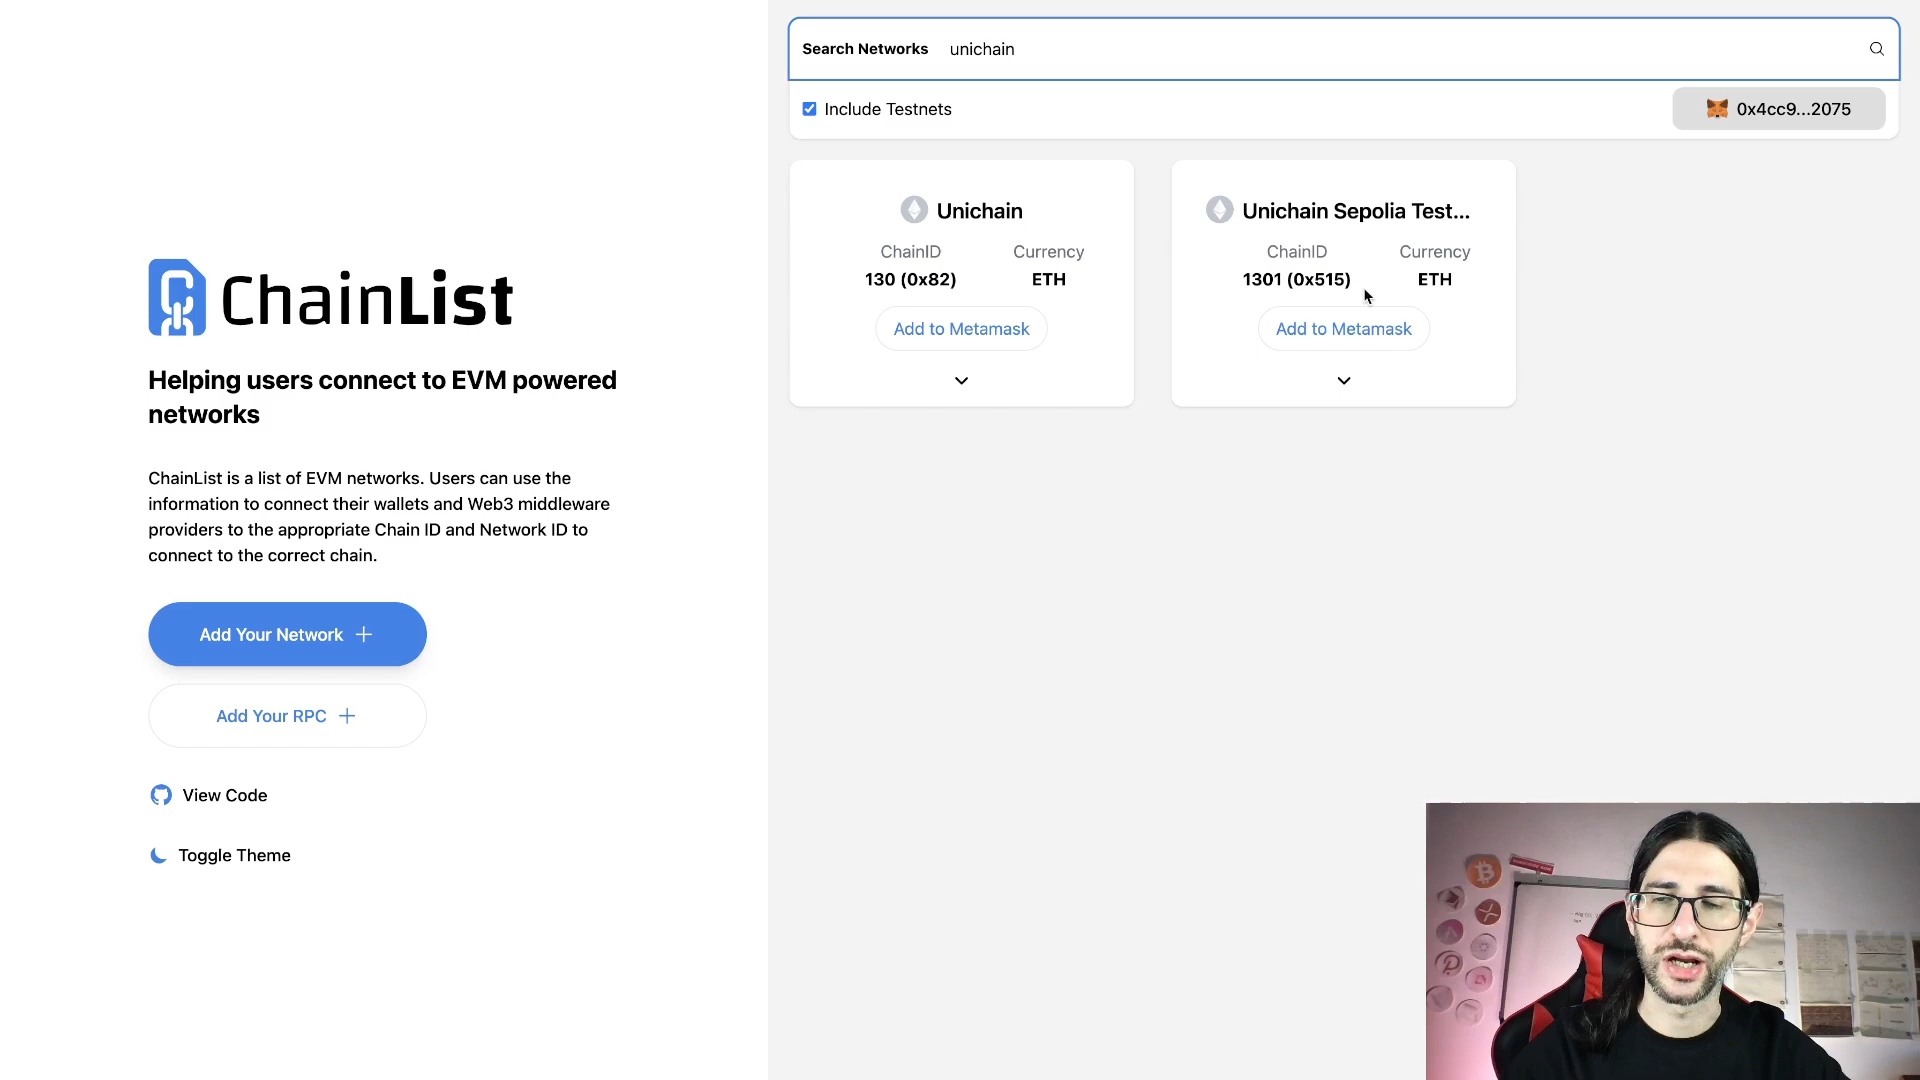 ChainList
Helping users connect to EVM powered
networks
ChainList is a list of EVM networks. Users can use the
information to connect their wallets and Web3 middleware
providers to the appropriate Chain ID and Network ID to
connect to the correct chain.
Add Your Network
Add Your RPC
View Code
Toggle Theme
Search Networks unichain
Include Testnets
0x4cc9...2075
Unichain
ChainID Currency
130 (0x82) ETH
Add to Metamask
Unichain Sepolia Test...
ChainID Currency
1301 (0x515) ETH
Add to Metamask